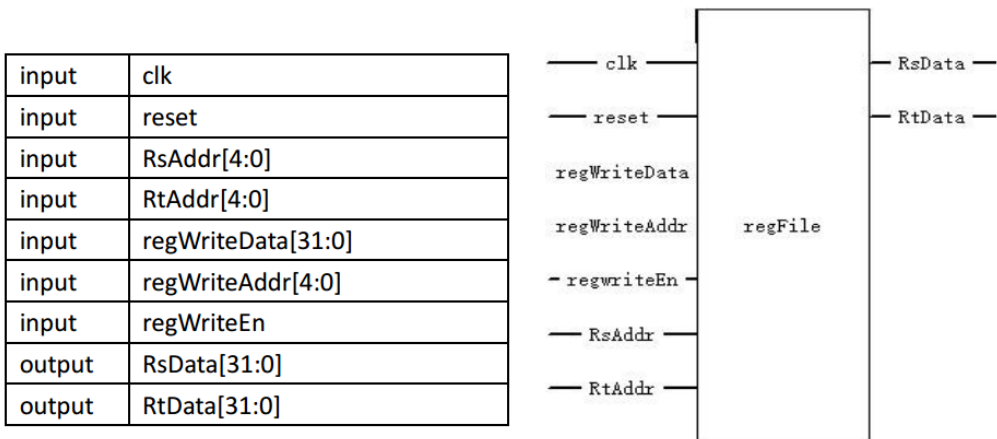 input clk
input reset
input RsAddr[4:0]
input RtAddr[4:0]
input regWriteData[31:0]
input regWriteAddr[4:0]
input regWriteEn
output RsData[31:0]
output RtData[31:0]
clk
reset
regWriteData
regWriteAddr
regwriteEn
RsAddr
RtAddr
regFile
RsData
RtData